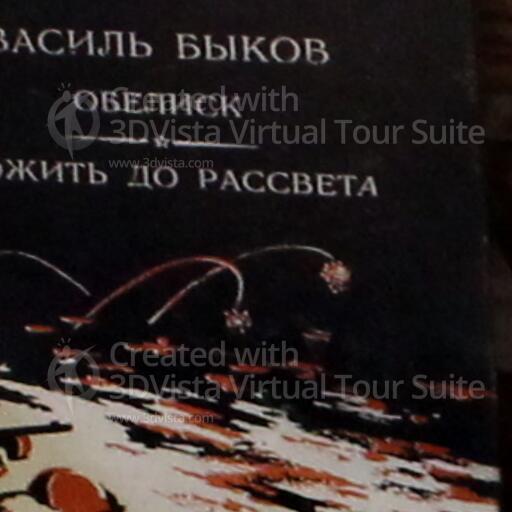 ВАСИЛЬ БЫКОВ
ОБЕЛИСК
ОЖИТЬ ДО РАССВЕТА
Created with
3DVista Virtual Tour Suite
www.3dvista.com
Created with
3DVista Virtual Tour Suite
www.3dvista.com